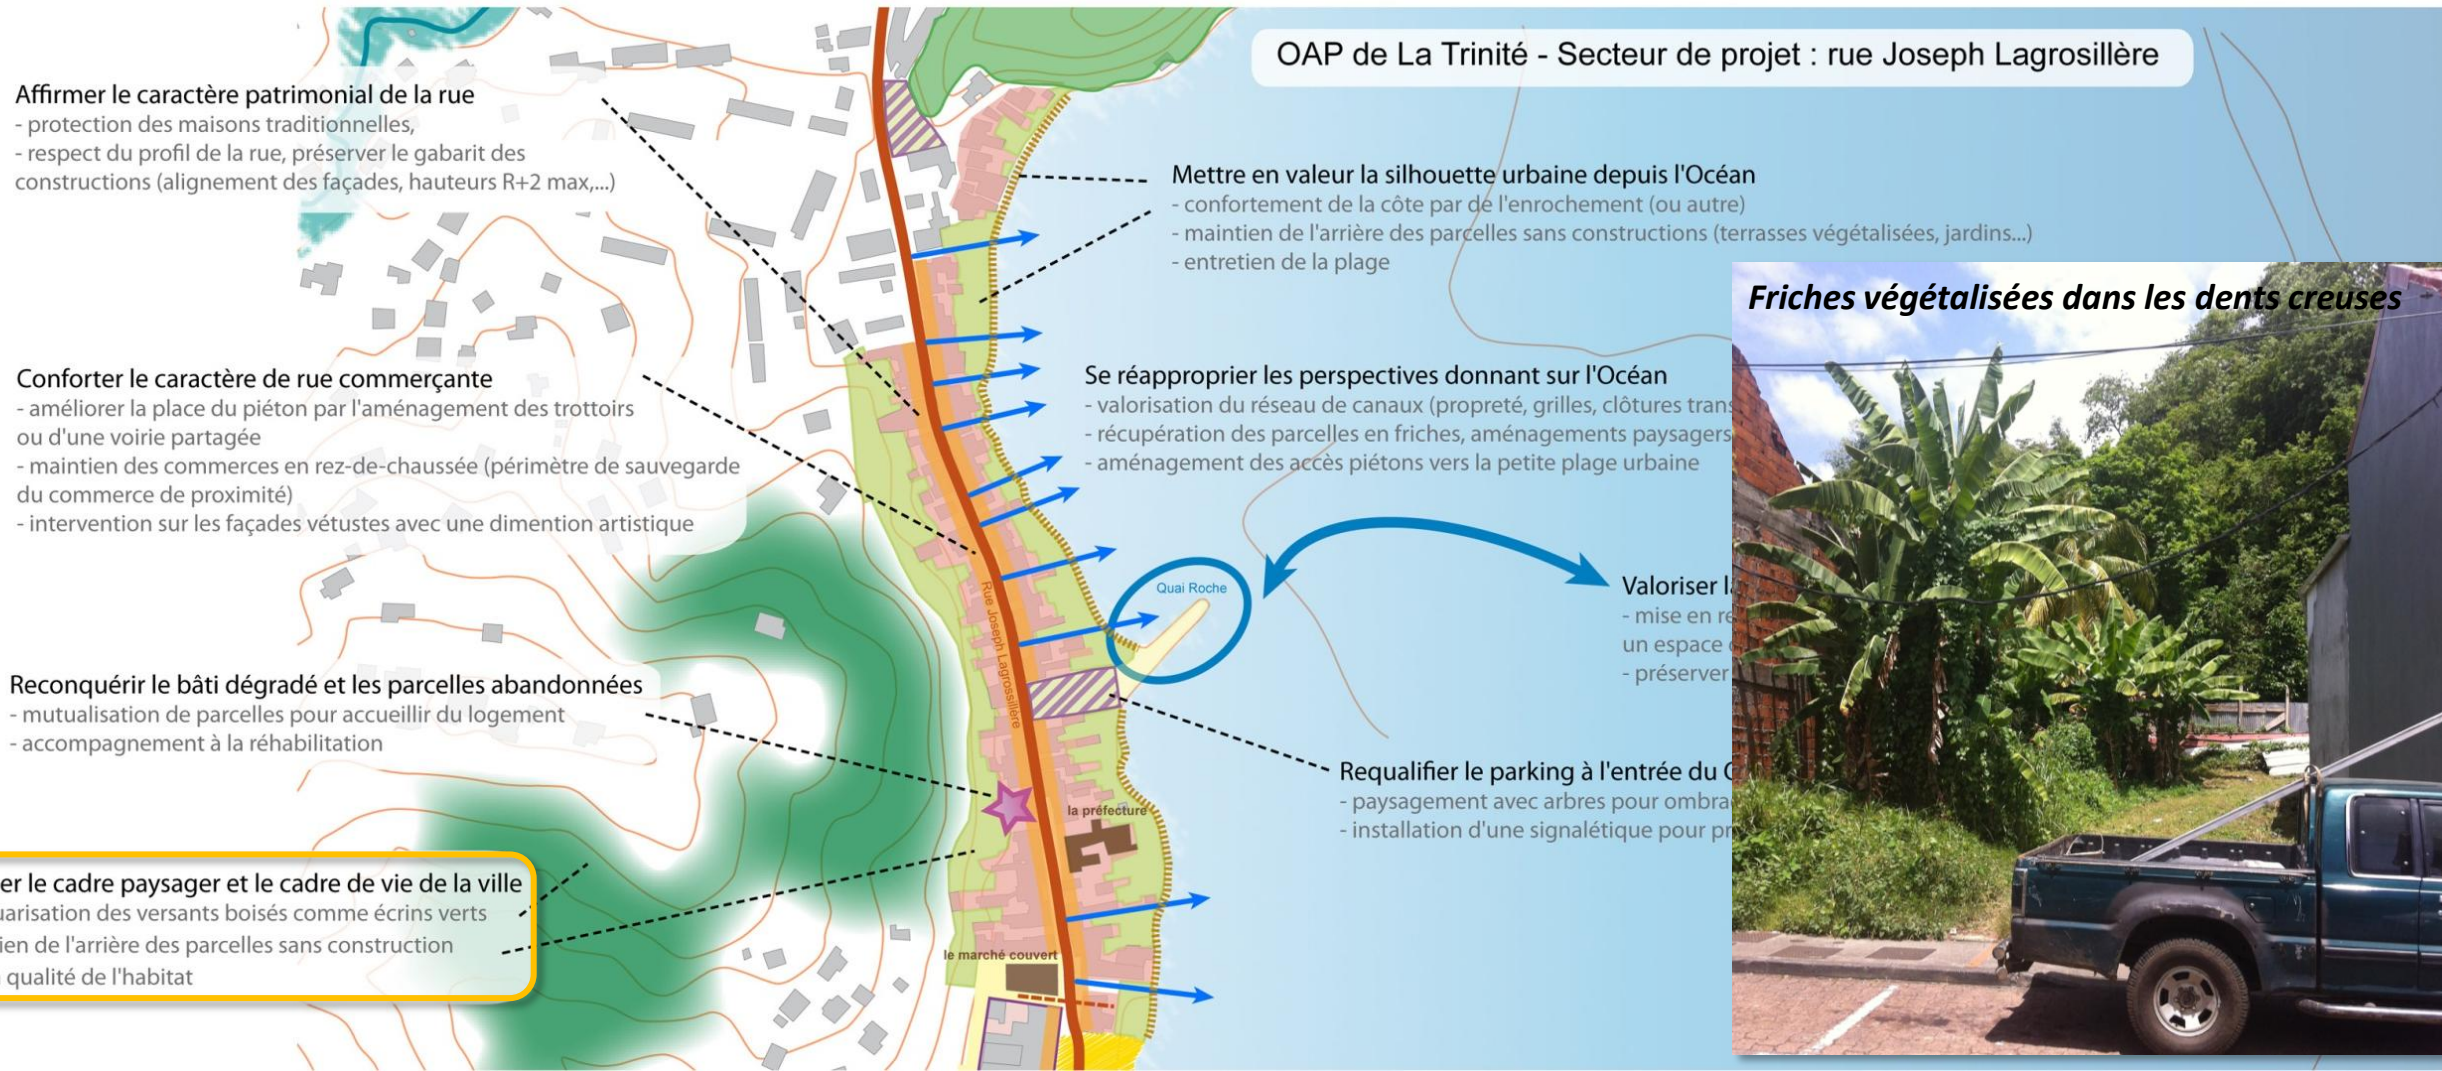 OAP de La Trinité - Secteur de projet : rue Joseph Lagrosillère
Affirmer le caractère patrimonial de la rue
- protection des maisons traditionnelles,
- respect du profil de la rue, préserver le gabarit des
constructions (alignement des façades, hauteurs R+2 max,...)
Mettre en valeur la silhouette urbaine depuis l'Océan
- confortement de la côte par de l'enrochement (ou autre)
- maintien de l'arrière des parcelles sans constructions (terrasses végétalisées, jardins...)
- entretien de la plage
Friches végétalisées dans les dents creuses
Conforter le caractère de rue commerçante
- améliorer la place du piéton par l'aménagement des trottoirs
ou d'une voirie partagée
- maintien des commerces en rez-de-chaussée (périmètre de sauvegarde
du commerce de proximité)
- intervention sur les façades vétustes avec une dimention artistique
Se réapproprier les perspectives donnant sur l'Océan
- valorisation du réseau de canaux (propreté, grilles, clôtures trans
- récupération des parcelles en friches, aménagements paysagers
- aménagement des accès piétons vers la petite plage urbaine
Quai Roche
Rue Joseph Lagrossillère
Valoriser l
- mise en re
un espace
- préserver
Reconquérir le bâti dégradé et les parcelles abandonnées
- mutualisation de parcelles pour accueillir du logement
- accompagnement à la réhabilitation
Requalifier le parking à l'entrée du
- paysagement avec arbres pour ombra
- installation d'une signalétique pour pr
la préfecture
er le cadre paysager et le cadre de vie de la ville
uarisation des versants boisés comme écrins verts
ien de l'arrière des parcelles sans construction
qualité de l'habitat
le marché couvert